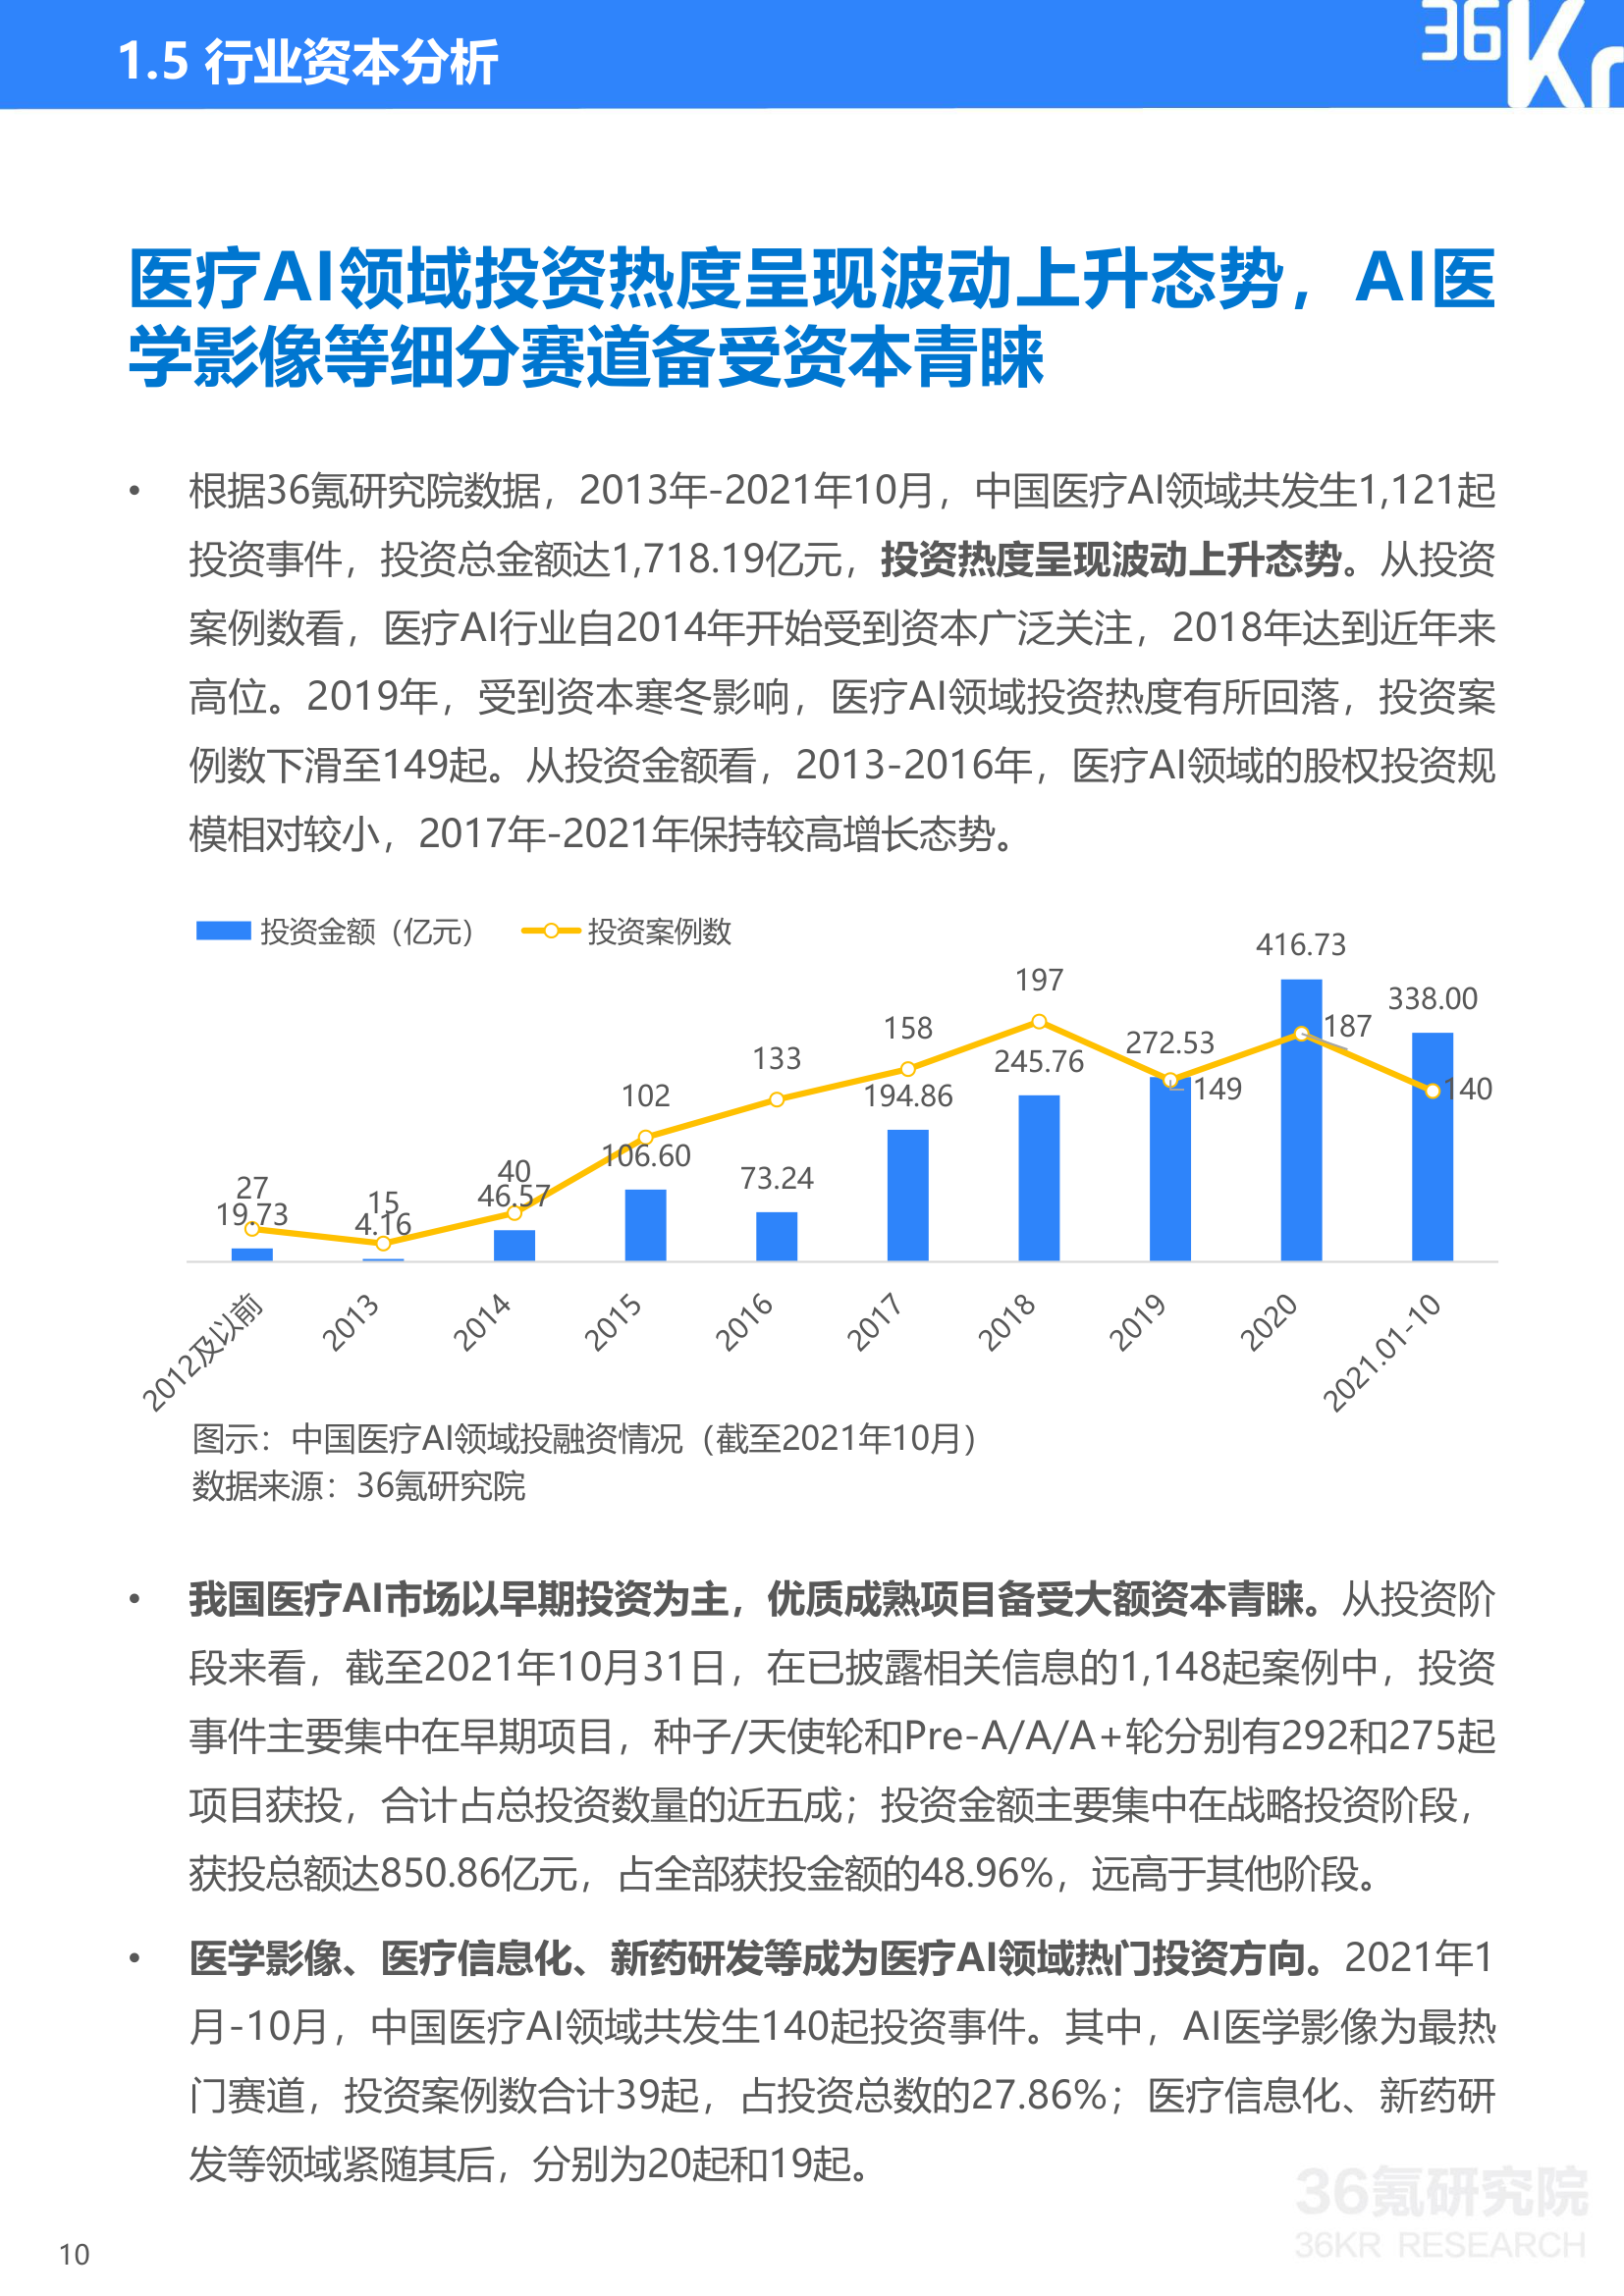 1.5 行业资本分析
36Kr
医疗AI领域投资热度呈现波动上升态势，AI医
学影像等细分赛道备受资本青睐
• 根据36氪研究院数据，2013年-2021年10月，中国医疗AI领域共发生1,121起
投资事件，投资总金额达1,718.19亿元，投资热度呈现波动上升态势。从投资
案例数看，医疗AI行业自2014年开始受到资本广泛关注，2018年达到近年来
高位。2019年，受到资本寒冬影响，医疗AI领域投资热度有所回落，投资案
例数下滑至149起。从投资金额看，2013-2016年，医疗AI领域的股权投资规
模相对较小，2017年-2021年保持较高增长态势。
投资金额（亿元） 投资案例数
27 15 40 102 133 158 197 149 187 140
19.73 4.16 46.57 106.60 73.24 194.86 245.76 272.53 416.73 338.00
2012及以前 2013 2014 2015 2016 2017 2018 2019 2020 2021.01-10
图示：中国医疗AI领域投融资情况（截至2021年10月）
数据来源：36氪研究院
• 我国医疗AI市场以早期投资为主，优质成熟项目备受大额资本青睐。从投资阶
段来看，截至2021年10月31日，在已披露相关信息的1,148起案例中，投资
事件主要集中在早期项目，种子/天使轮和Pre-A/A/A+轮分别有292和275起
项目获投，合计占总投资数量的近五成；投资金额主要集中在战略投资阶段，
获投总额达850.86亿元，占全部获投金额的48.96%，远高于其他阶段。
• 医学影像、医疗信息化、新药研发等成为医疗AI领域热门投资方向。2021年1
月-10月，中国医疗AI领域共发生140起投资事件。其中，AI医学影像为最热
门赛道，投资案例数合计39起，占投资总数的27.86%；医疗信息化、新药研
发等领域紧随其后，分别为20起和19起。
36氪研究院
36KR RESEARCH
10